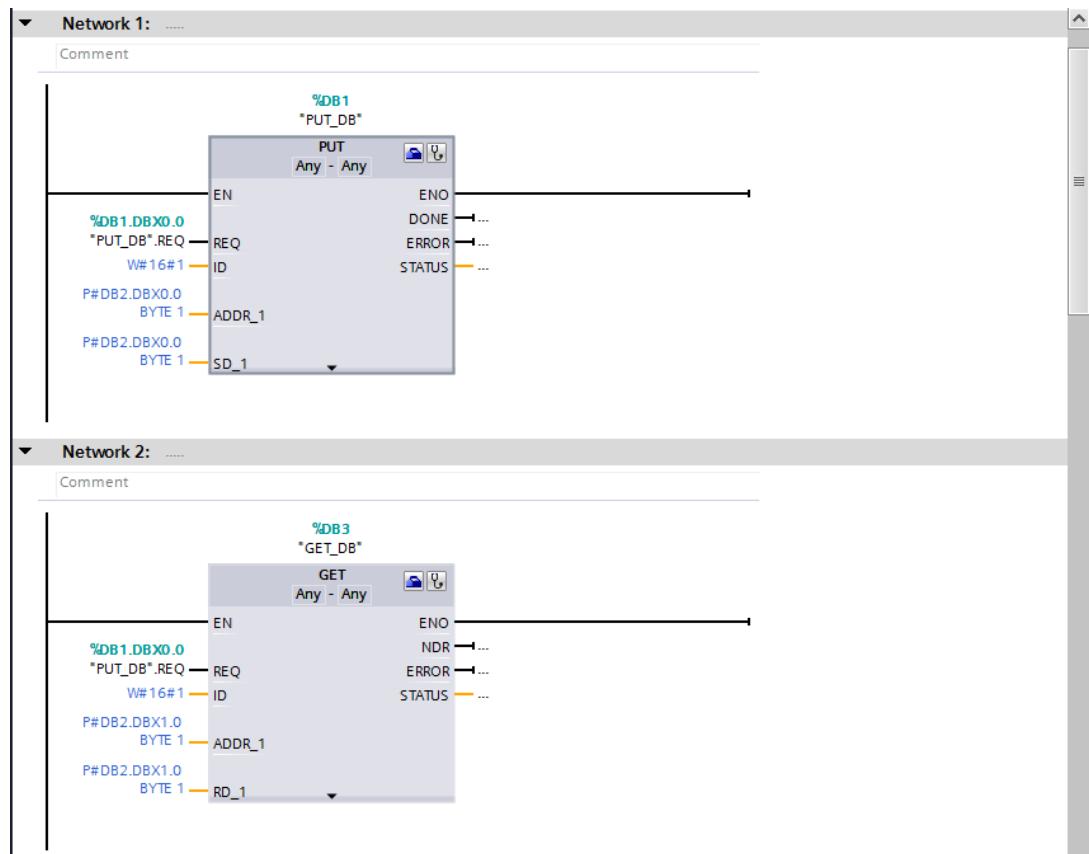 Network 1: .....
Comment
%DB1
"PUT_DB"
PUT
Any - Any
EN ENO
%DB1.DBX0.0 DONE ...
"PUT_DB".REQ REQ ERROR ...
W#16#1 ID STATUS ...
P#DB2.DBX0.0
BYTE 1 ADDR_1
P#DB2.DBX0.0
BYTE 1 SD_1
Network 2: .....
Comment
%DB3
"GET_DB"
GET
Any - Any
EN ENO
%DB1.DBX0.0 NDR ...
"PUT_DB".REQ REQ ERROR ...
W#16#1 ID STATUS ...
P#DB2.DBX1.0
BYTE 1 ADDR_1
P#DB2.DBX1.0
BYTE 1 RD_1